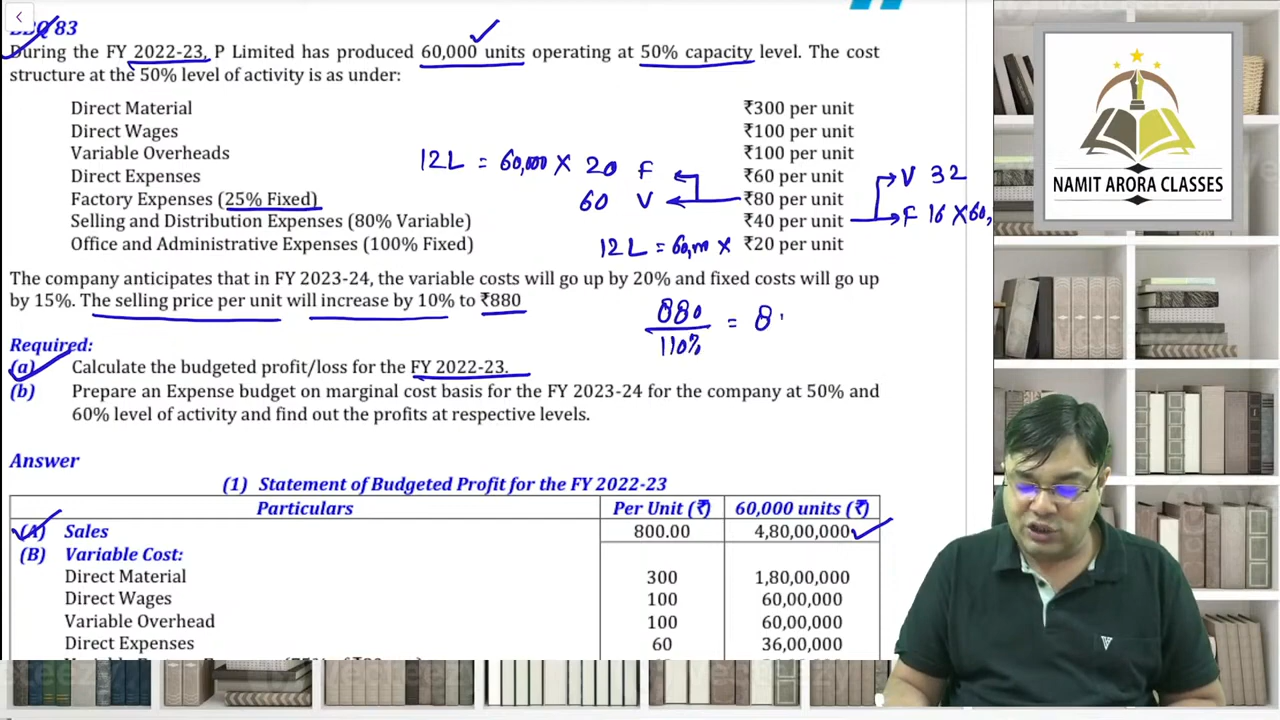 BBQ 83
During the FY 2022-23, P Limited has produced 60,000 units operating at 50% capacity level. The cost
structure at the 50% level of activity is as under:
Direct Material ₹300 per unit
Direct Wages ₹100 per unit
Variable Overheads ₹100 per unit
12L = 60,000 × 20 F
Direct Expenses ₹60 per unit
V 32
Factory Expenses (25% Fixed) ₹80 per unit
60 V
Selling and Distribution Expenses (80% Variable) ₹40 per unit
F 16 × 60,
Office and Administrative Expenses (100% Fixed) ₹20 per unit
12L = 60,m ×
The company anticipates that in FY 2023-24, the variable costs will go up by 20% and fixed costs will go up
by 15%. The selling price per unit will increase by 10% to ₹880
880
110%
= 8
Required:
(a) Calculate the budgeted profit/loss for the FY 2022-23.
(b) Prepare an Expense budget on marginal cost basis for the FY 2023-24 for the company at 50% and
60% level of activity and find out the profits at respective levels.
Answer
(1) Statement of Budgeted Profit for the FY 2022-23
Particulars Per Unit (₹) 60,000 units (₹)
(A) Sales 800.00 4,80,00,000
(B) Variable Cost:
Direct Material 300 1,80,00,000
Direct Wages 100 60,00,000
Variable Overhead 100 60,00,000
Direct Expenses 60 36,00,000
NAMIT ARORA CLASSES